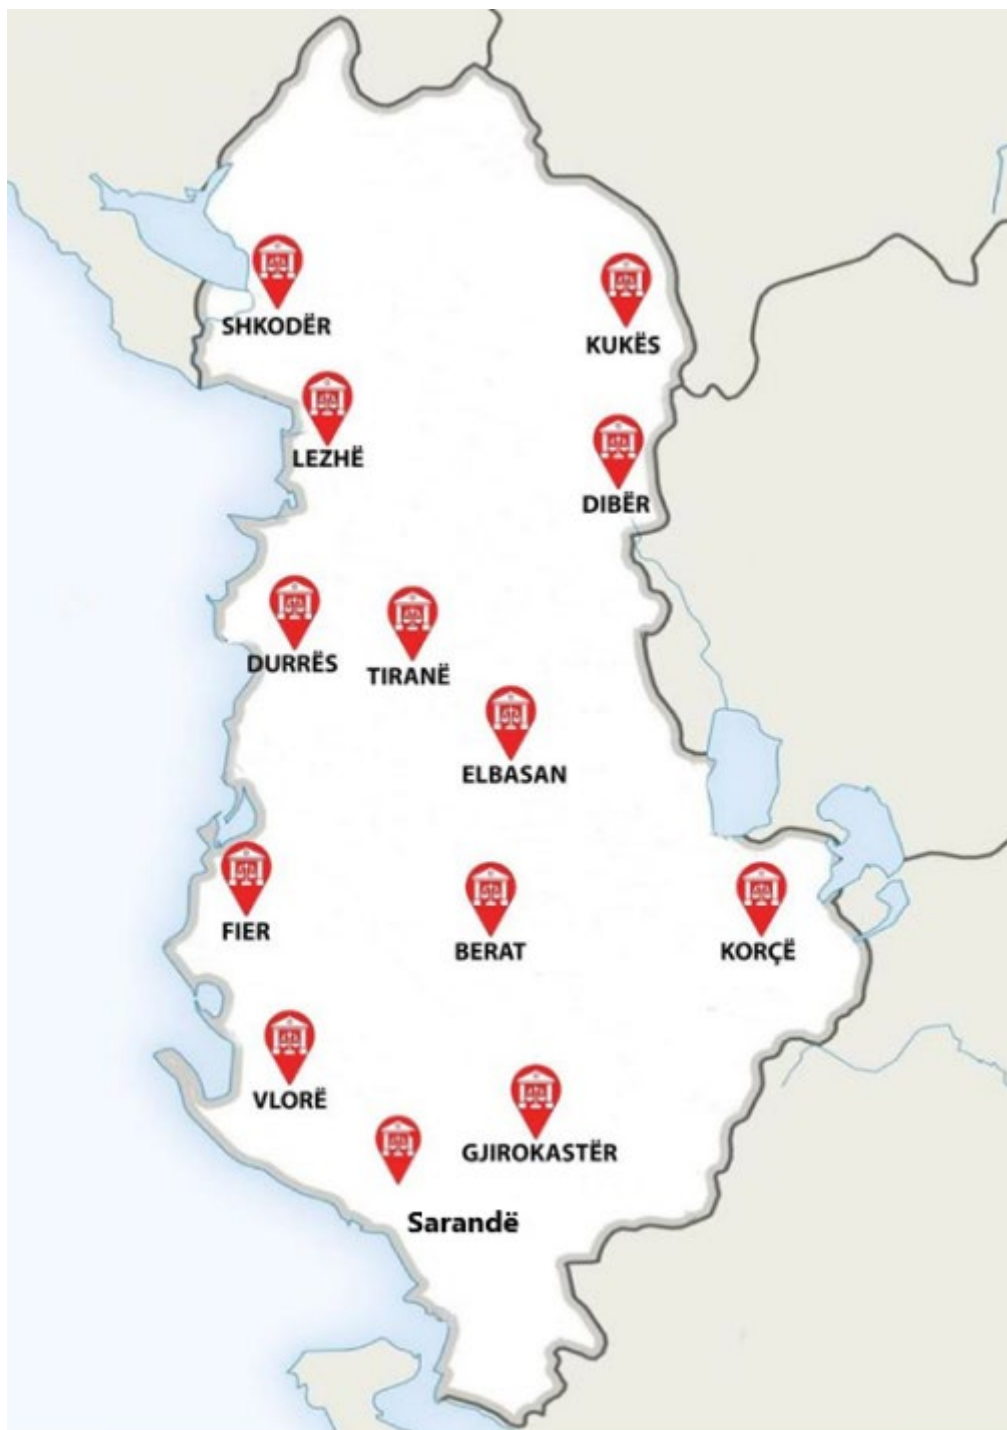 SHKODËR
KUKËS
LEZHË
DIBËR
DURRËS
TIRANË
ELBASAN
FIER
BERAT
KORÇË
VLORË
GJIROKASTËR
Sarandë